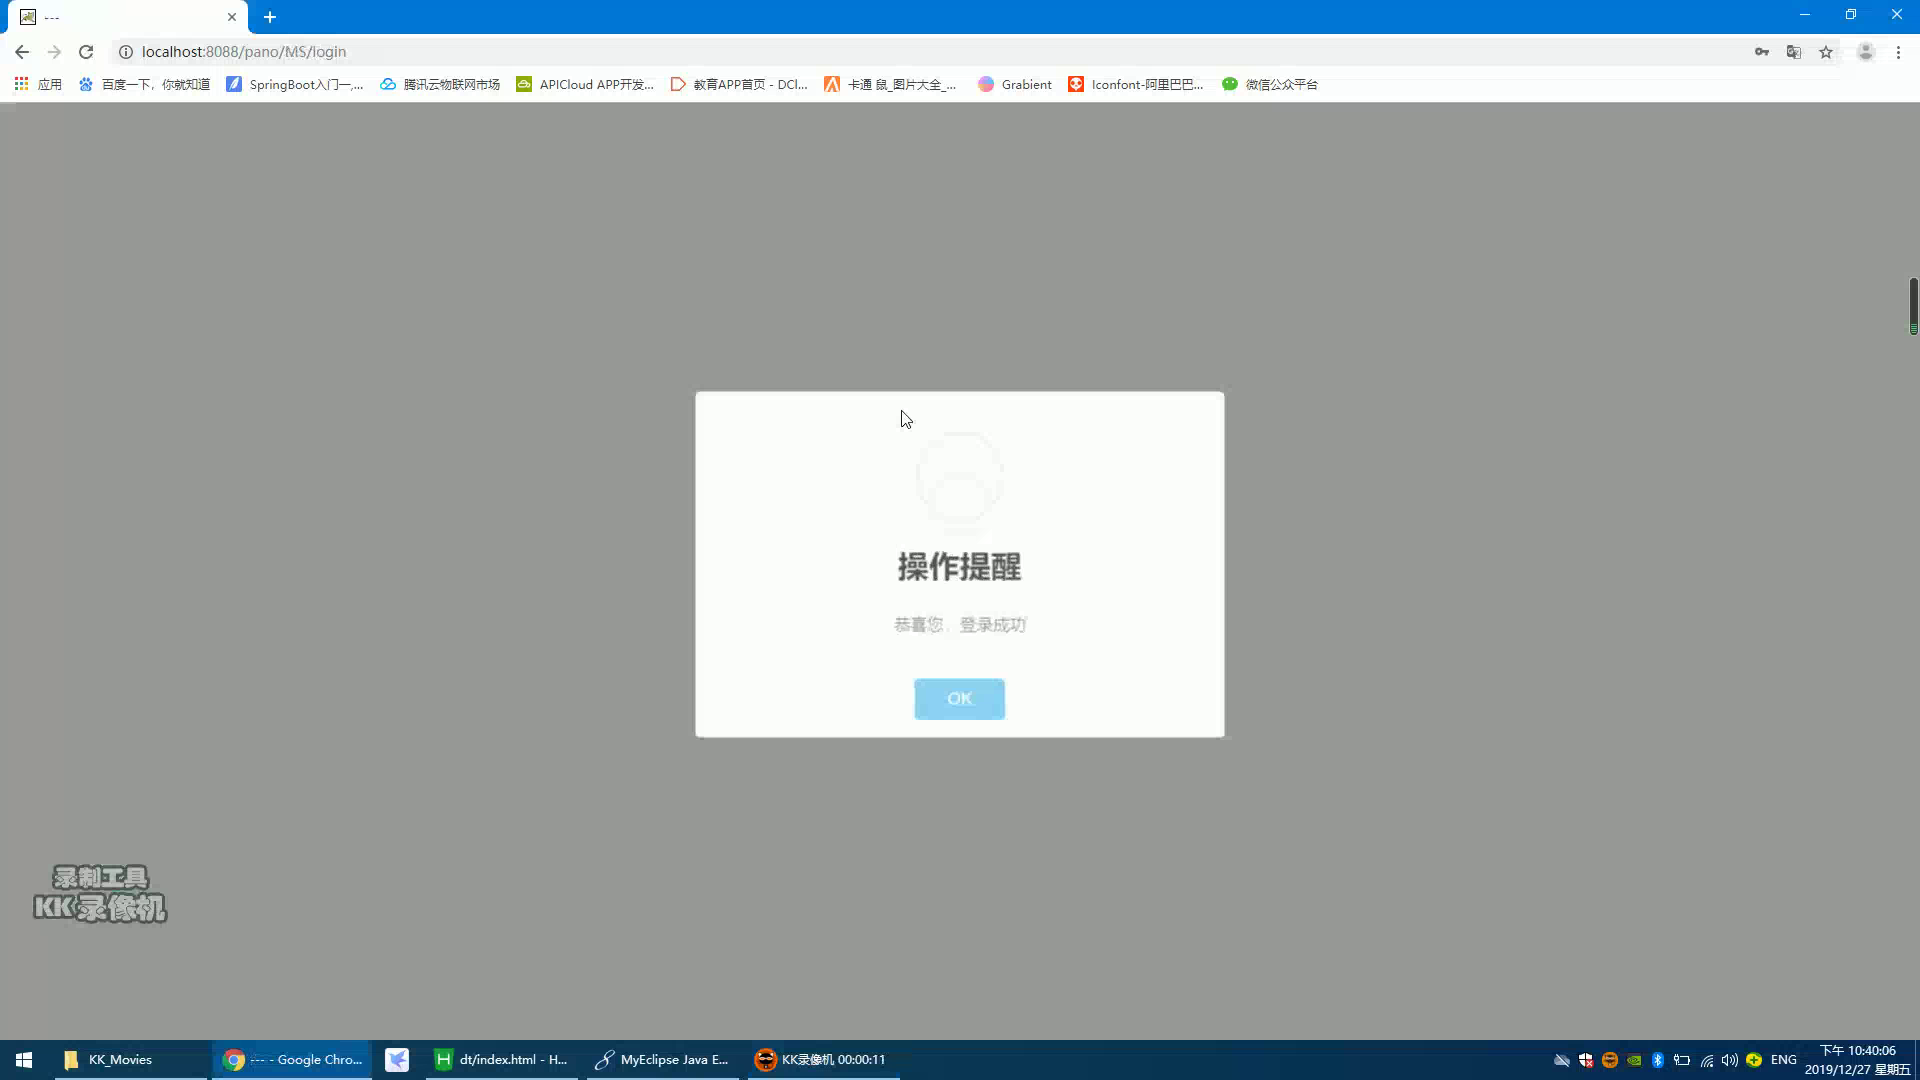 ---
localhost:8088/pano/MS/login
应用
百度一下，你就知道
SpringBoot入门一,...
腾讯云物联网市场
APICloud APP开发...
教育APP首页 - DCl...
卡通 鼠_图片大全_...
Grabient
Iconfont-阿里巴巴...
微信公众平台
操作提醒
恭喜您，登录成功
OK
录制工具
KK录像机
KK_Movies
--- - Google Chro...
dt/index.html - H...
MyEclipse Java E...
KK录像机 00:00:11
ENG
下午 10:40:06
2019/12/27 星期五